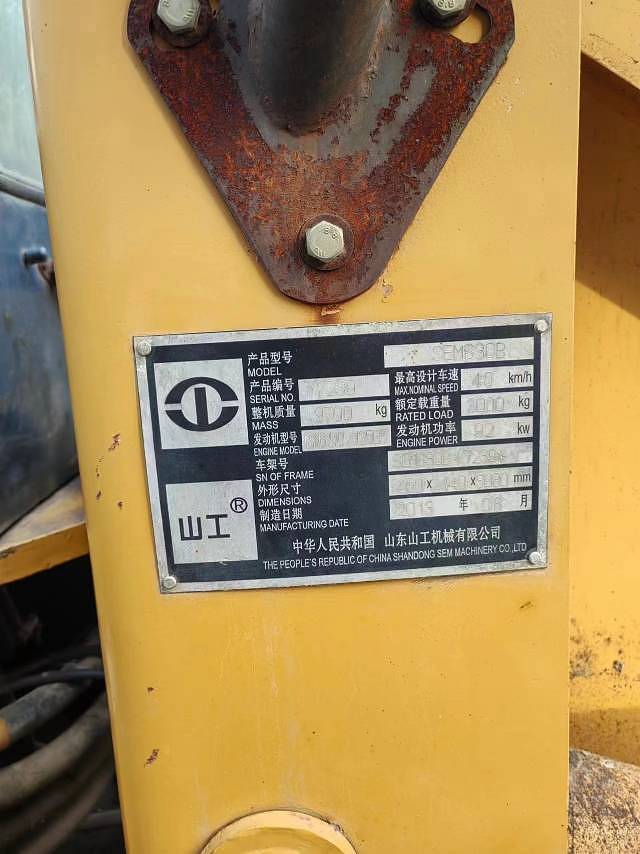 产品型号 SEM630B
MODEL
产品编号 最高设计车速 40 km/h
SERIAL NO. MAX.NOMINAL SPEED
整机质量 9700 kg 额定载重量 3000 kg
MASS RATED LOAD
发动机型号 发动机功率 92 kw
ENGINE MODEL ENGINE POWER
车架号
SN OF FRAME
外形尺寸 mm
DIMENSIONS
制造日期 年 06 月
MANUFACTURING DATE
山工®
中华人民共和国 山东山工机械有限公司
THE PEOPLE'S REPUBLIC OF CHINA SHANDONG SEM MACHINERY CO.,LTD
8.8